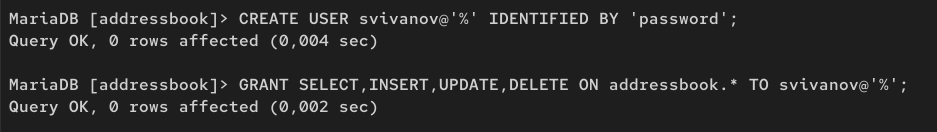 MariaDB [addressbook]> CREATE USER svivanov@'%' IDENTIFIED BY 'password';
Query OK, 0 rows affected (0,004 sec)
MariaDB [addressbook]> GRANT SELECT,INSERT,UPDATE,DELETE ON addressbook.* TO svivanov@'%';
Query OK, 0 rows affected (0,002 sec)